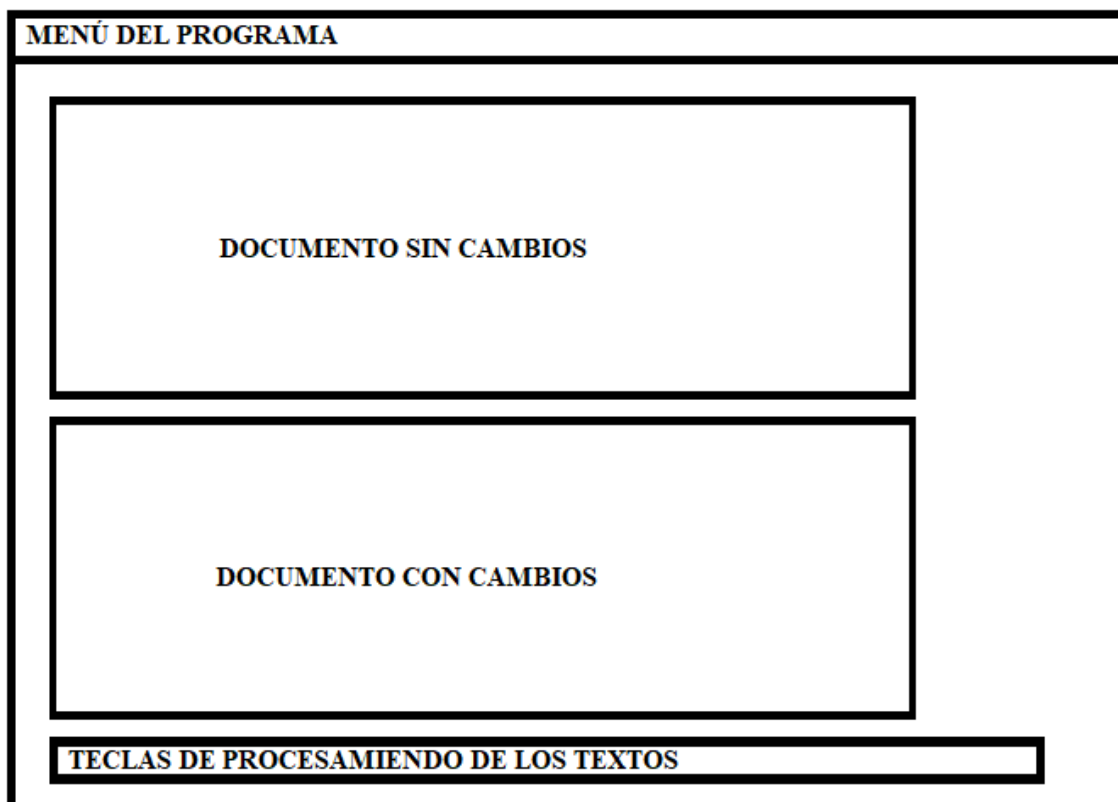 MENÚ DEL PROGRAMA
DOCUMENTO SIN CAMBIOS
DOCUMENTO CON CAMBIOS
TECLAS DE PROCESAMIENDO DE LOS TEXTOS